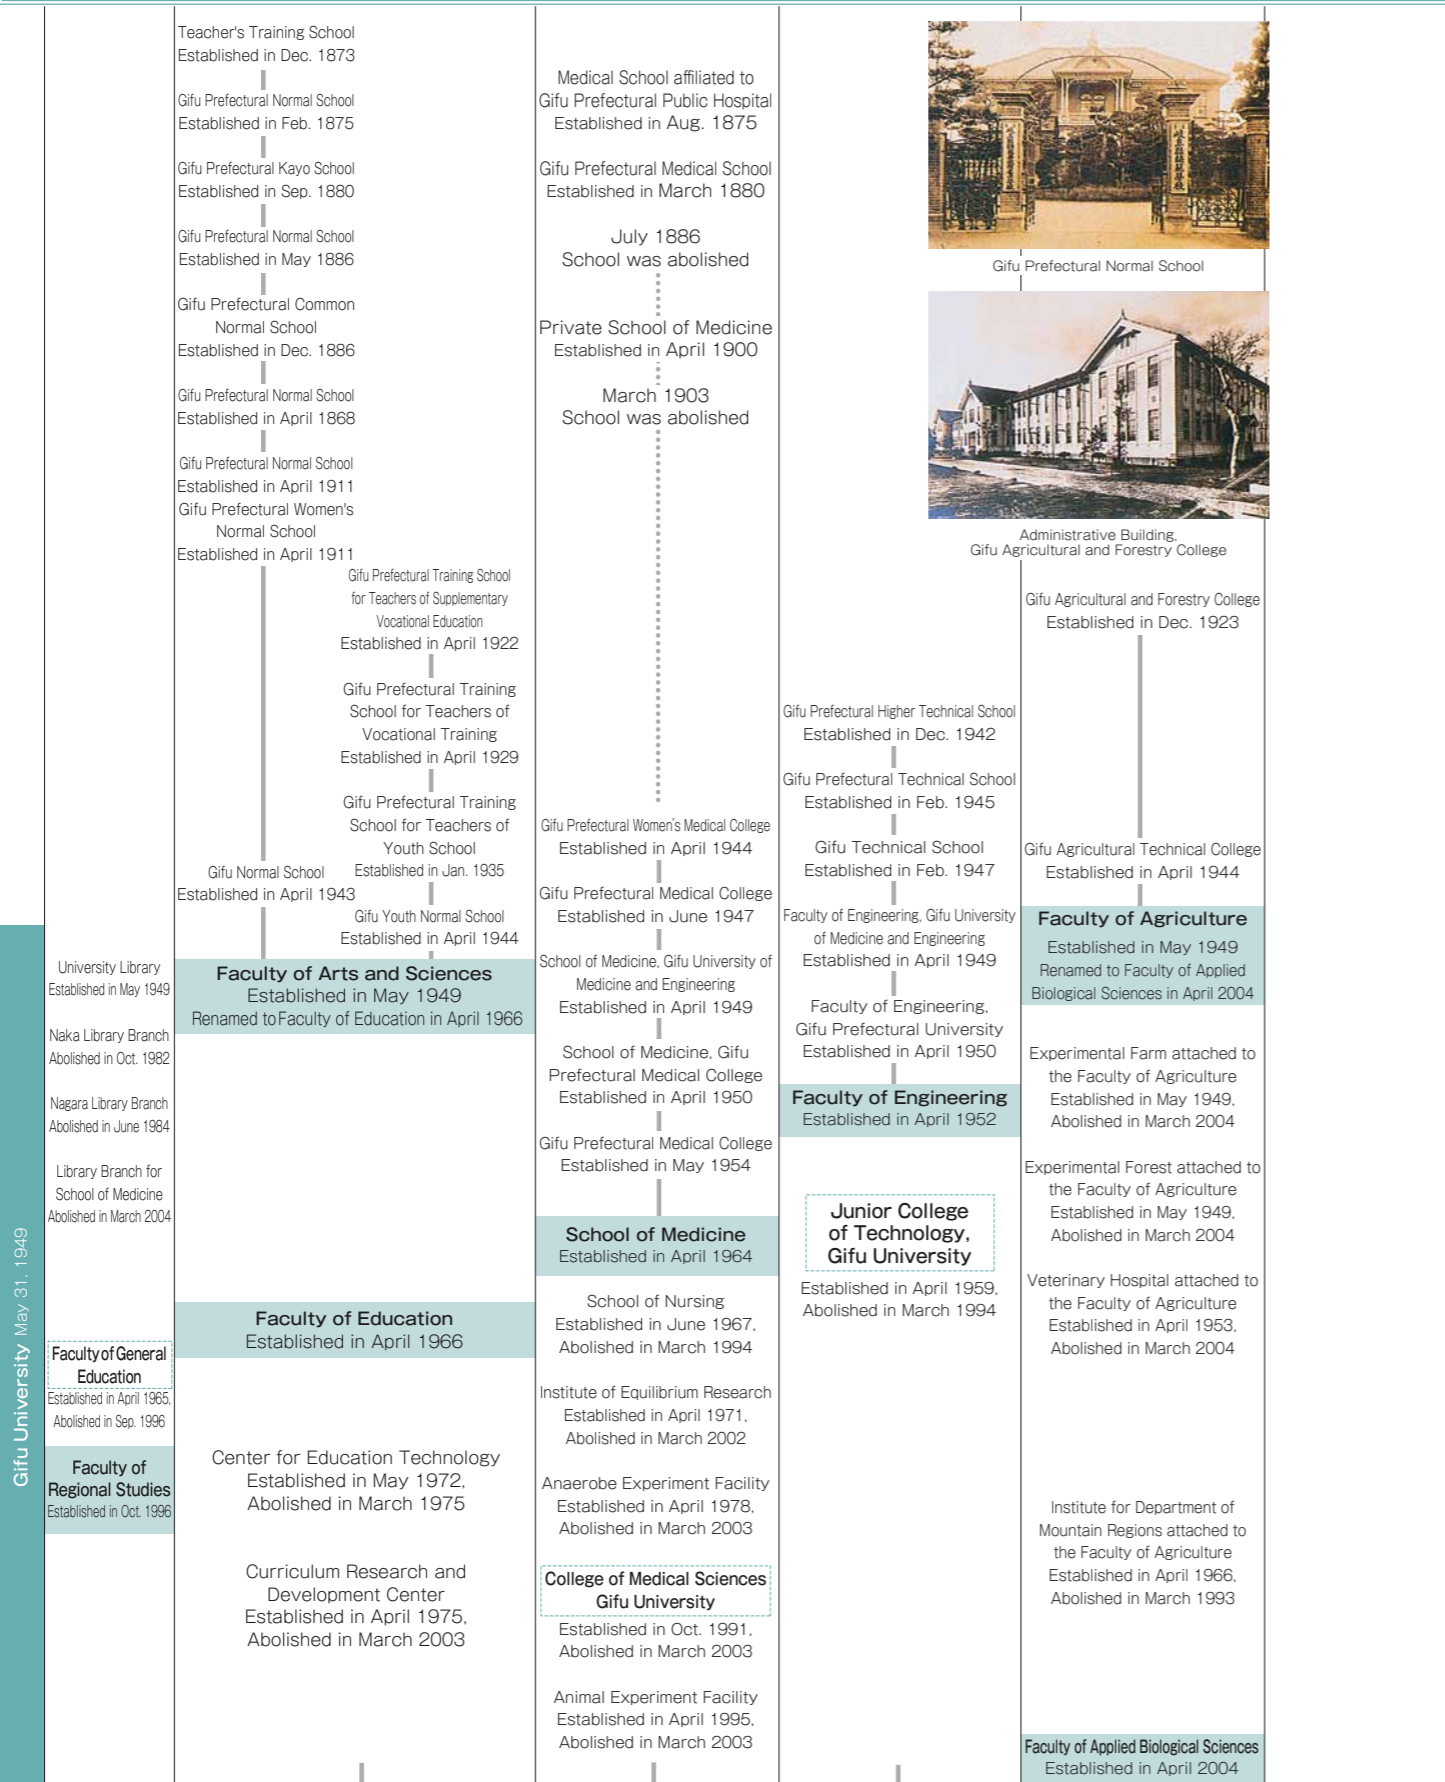 Gifu University May 31, 1949
University Library
Established in May 1949
Naka Library Branch
Abolished in Oct. 1982
Nagara Library Branch
Abolished in June 1984
Library Branch for
School of Medicine
Abolished in March 2004
Faculty of General
Education
Established in April 1965,
Abolished in Sep. 1996
Faculty of
Regional Studies
Established in Oct. 1996
Teacher's Training School
Established in Dec. 1873
Gifu Prefectural Normal School
Established in Feb. 1875
Gifu Prefectural Kayo School
Established in Sep. 1880
Gifu Prefectural Normal School
Established in May 1886
Gifu Prefectural Common
Normal School
Established in Dec. 1886
Gifu Prefectural Normal School
Established in April 1868
Gifu Prefectural Normal School
Established in April 1911
Gifu Prefectural Women's
Normal School
Established in April 1911
Gifu Prefectural Training School
for Teachers of Supplementary
Vocational Education
Established in April 1922
Gifu Prefectural Training
School for Teachers of
Vocational Training
Established in April 1929
Gifu Prefectural Training
School for Teachers of
Youth School
Established in Jan. 1935
Gifu Normal School
Established in April 1943
Gifu Youth Normal School
Established in April 1944
Faculty of Arts and Sciences
Established in May 1949
Renamed to Faculty of Education in April 1966
Faculty of Education
Established in April 1966
Center for Education Technology
Established in May 1972,
Abolished in March 1975
Curriculum Research and
Development Center
Established in April 1975,
Abolished in March 2003
Medical School affiliated to
Gifu Prefectural Public Hospital
Established in Aug. 1875
Gifu Prefectural Medical School
Established in March 1880
July 1886
School was abolished
Private School of Medicine
Established in April 1900
March 1903
School was abolished
Gifu Prefectural Women's Medical College
Established in April 1944
Gifu Prefectural Medical College
Established in June 1947
School of Medicine, Gifu University of
Medicine and Engineering
Established in April 1949
School of Medicine, Gifu
Prefectural Medical College
Established in April 1950
Gifu Prefectural Medical College
Established in May 1954
School of Medicine
Established in April 1964
School of Nursing
Established in June 1967,
Abolished in March 1994
Institute of Equilibrium Research
Established in April 1971,
Abolished in March 2002
Anaerobe Experiment Facility
Established in April 1978,
Abolished in March 2003
College of Medical Sciences
Gifu University
Established in Oct. 1991,
Abolished in March 2003
Animal Experiment Facility
Established in April 1995,
Abolished in March 2003
Gifu Prefectural Higher Technical School
Established in Dec. 1942
Gifu Prefectural Technical School
Established in Feb. 1945
Gifu Technical School
Established in Feb. 1947
Faculty of Engineering, Gifu University
of Medicine and Engineering
Established in April 1949
Faculty of Engineering,
Gifu Prefectural University
Established in April 1950
Faculty of Engineering
Established in April 1952
Junior College
of Technology,
Gifu University
Established in April 1959,
Abolished in March 1994
Gifu Prefectural Normal School
Administrative Building,
Gifu Agricultural and Forestry College
Gifu Agricultural and Forestry College
Established in Dec. 1923
Gifu Agricultural Technical College
Established in April 1944
Faculty of Agriculture
Established in May 1949
Renamed to Faculty of Applied
Biological Sciences in April 2004
Experimental Farm attached to
the Faculty of Agriculture
Established in May 1949,
Abolished in March 2004
Experimental Forest attached to
the Faculty of Agriculture
Established in May 1949,
Abolished in March 2004
Veterinary Hospital attached to
the Faculty of Agriculture
Established in April 1953,
Abolished in March 2004
Institute for Department of
Mountain Regions attached to
the Faculty of Agriculture
Established in April 1966,
Abolished in March 1993
Faculty of Applied Biological Sciences
Established in April 2004